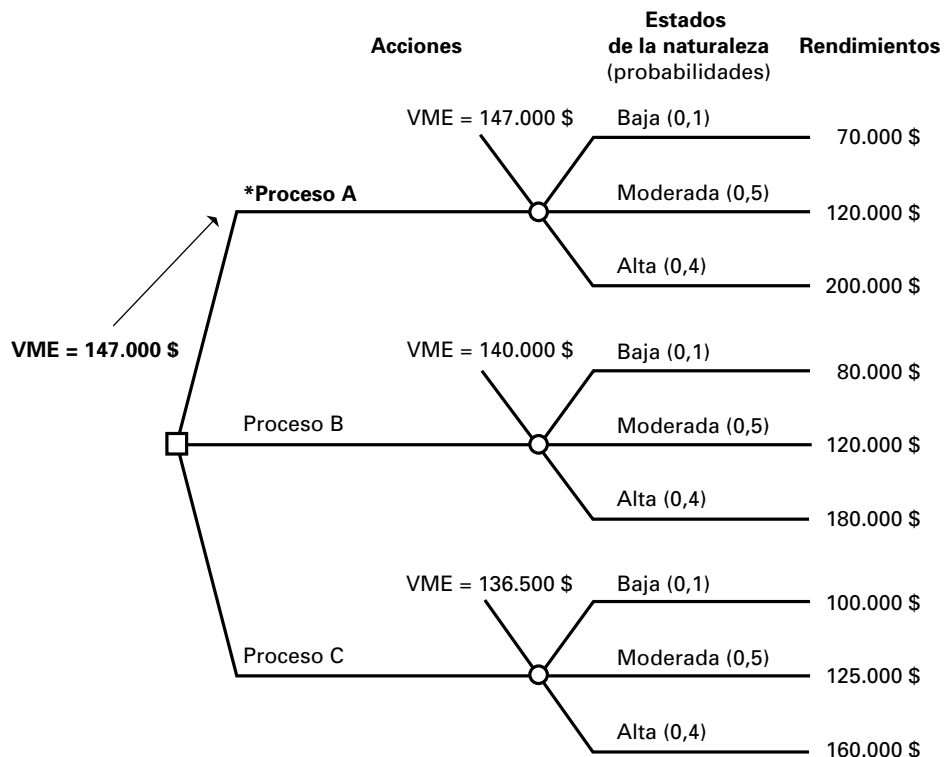 Acciones
Estados
de la naturaleza
(probabilidades)
Rendimientos
VME = 147.000 $
Baja (0,1)
70.000 $
*Proceso A
Moderada (0,5)
120.000 $
Alta (0,4)
200.000 $
VME = 147.000 $
VME = 140.000 $
Baja (0,1)
80.000 $
Proceso B
Moderada (0,5)
120.000 $
Alta (0,4)
180.000 $
VME = 136.500 $
Baja (0,1)
100.000 $
Proceso C
Moderada (0,5)
125.000 $
Alta (0,4)
160.000 $